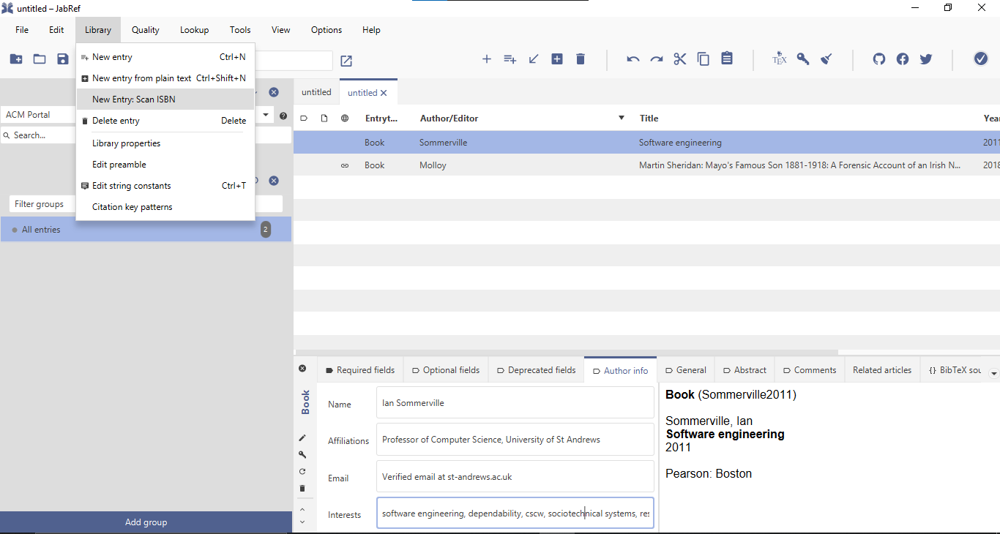 untitled – JabRef
File Edit Library Quality Lookup Tools View Options Help
New entry Ctrl+N
New entry from plain text Ctrl+Shift+N
New Entry: Scan ISBN
Delete entry Delete
Library properties
Edit preamble
Edit string constants Ctrl+T
Citation key patterns
TEX
ACM Portal
Search...
Filter groups
All entries 2
Add group
untitled untitled
Entryt... Author/Editor Title Year
Book Sommerville Software engineering 2011
Book Molloy Martin Sheridan: Mayo's Famous Son 1881-1918: A Forensic Account of an Irish N... 2018
Required fields Optional fields Deprecated fields Author info General Abstract Comments Related articles {} BibTeX sou
Book
Name Ian Sommerville
Affiliations Professor of Computer Science, University of St Andrews
Email Verified email at st-andrews.ac.uk
Interests software engineering, dependability, cscw, sociotechnical systems, res
Book (Sommerville2011)
Sommerville, Ian
Software engineering
2011
Pearson: Boston